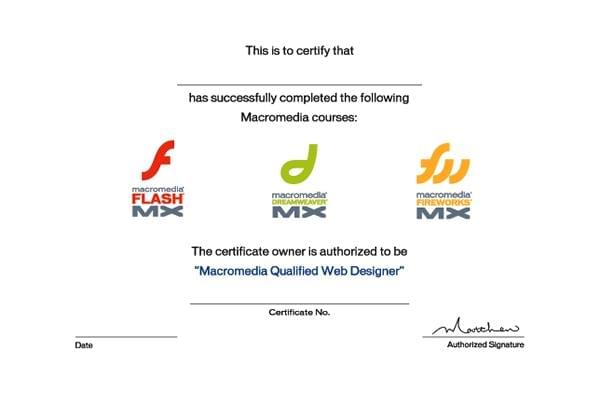 This is to certify that
has successfully completed the following
Macromedia courses:
macromedia®
FLASH®
MX
macromedia®
DREAMWEAVER®
MX
macromedia®
FIREWORKS®
MX
The certificate owner is authorized to be
"Macromedia Qualified Web Designer"
Certificate No.
Date
Authorized Signature